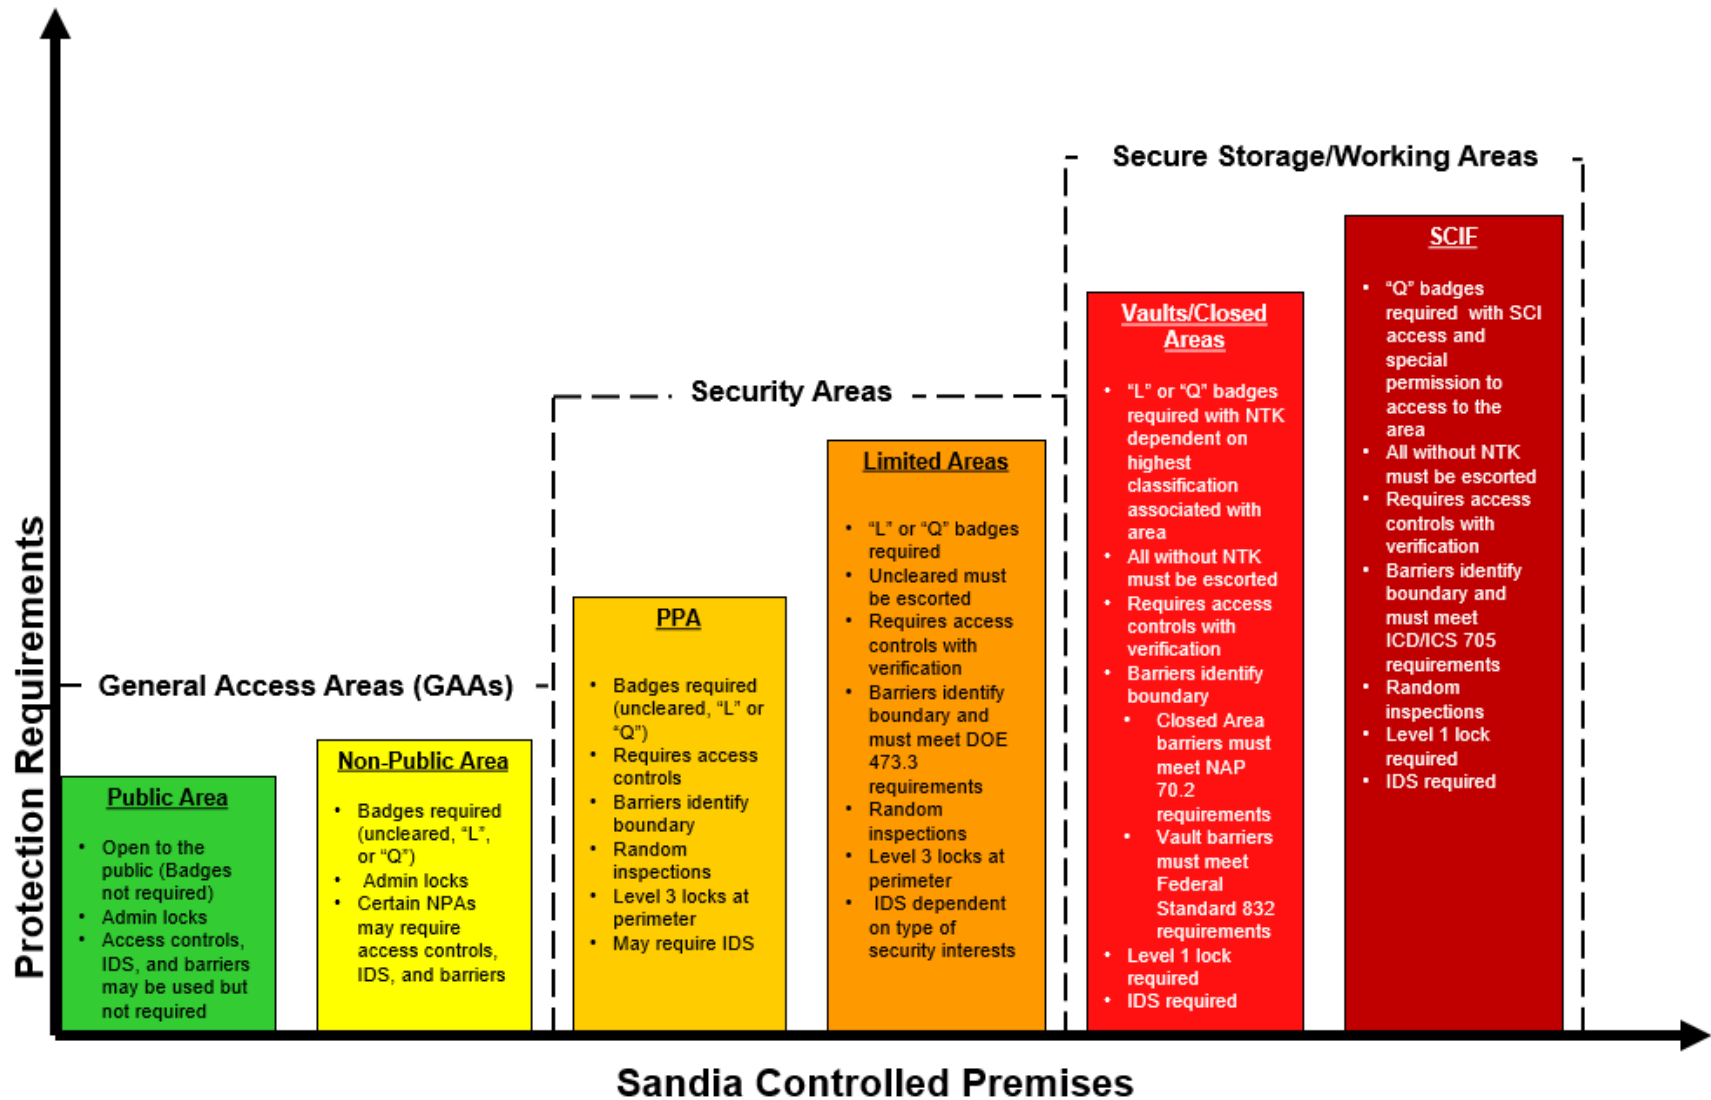 Protection Requirements
General Access Areas (GAAs)
Public Area
• Open to the
public (Badges
not required)
• Admin locks
• Access controls,
IDS, and barriers
may be used but
not required
Non-Public Area
• Badges required
(uncleared, “L”,
or “Q”)
• Admin locks
• Certain NPAs
may require
access controls,
IDS, and barriers
Security Areas
PPA
• Badges required
(uncleared, “L” or
“Q”)
• Requires access
controls
• Barriers identify
boundary
• Random
inspections
• Level 3 locks at
perimeter
• May require IDS
Limited Areas
• “L” or “Q” badges
required
• Uncleared must
be escorted
• Requires access
controls with
verification
• Barriers identify
boundary and
must meet DOE
473.3
requirements
• Random
inspections
• Level 3 locks at
perimeter
• IDS dependent
on type of
security interests
Secure Storage/Working Areas
Vaults/Closed
Areas
• “L” or “Q” badges
required with NTK
dependent on
highest
classification
associated with
area
• All without NTK
must be escorted
• Requires access
controls with
verification
• Barriers identify
boundary
• Closed Area
barriers must
meet NAP
70.2
requirements
• Vault barriers
must meet
Federal
Standard 832
requirements
• Level 1 lock
required
• IDS required
SCIF
• “Q” badges
required with SCI
access and
special
permission to
access to the
area
• All without NTK
must be escorted
• Requires access
controls with
verification
• Barriers identify
boundary and
must meet
ICD/ICS 705
requirements
• Random
inspections
• Level 1 lock
required
• IDS required
Sandia Controlled Premises